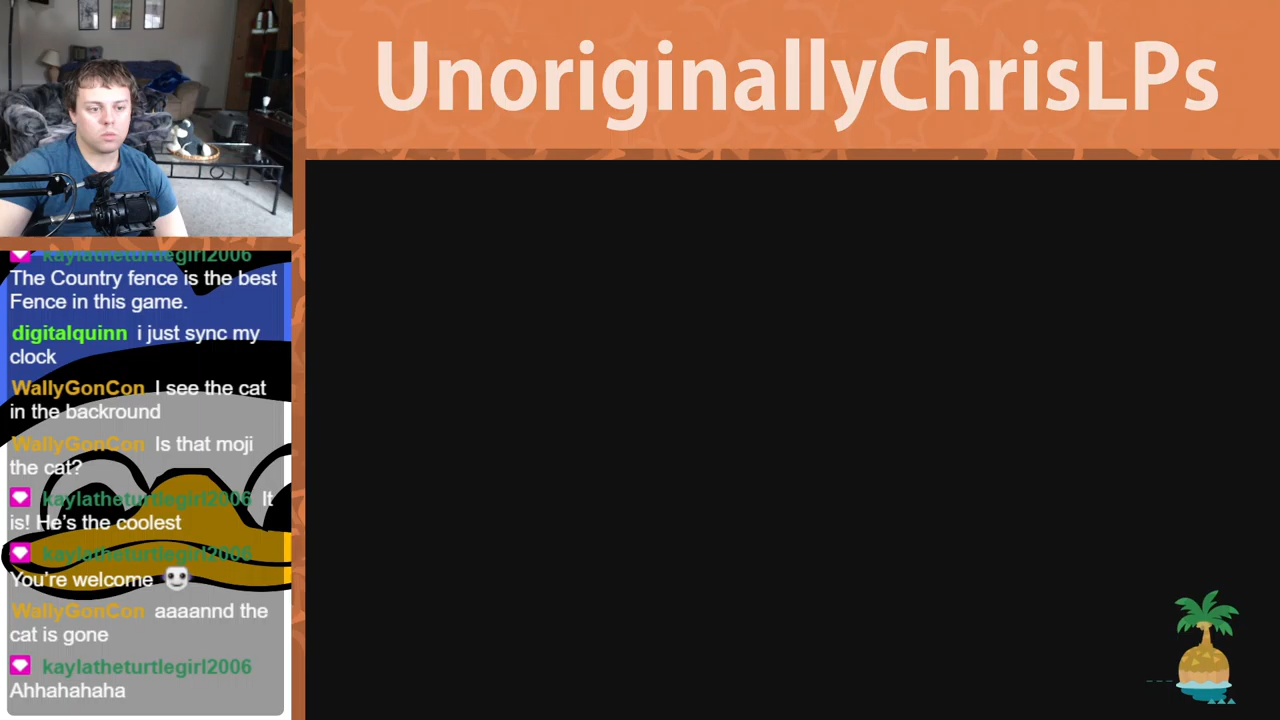 UnoriginallyChrisLPs
kaylatheturtlegirl2006
The Country fence is the best
Fence in this game.
digitalquinn i just sync my
clock
WallyGonCon I see the cat
in the backround
WallyGonCon Is that moji
the cat?
kaylatheturtlegirl2006 It
is! He's the coolest
kaylatheturtlegirl2006
You're welcome
WallyGonCon aaaannd the
cat is gone
kaylatheturtlegirl2006
Ahhahahaha